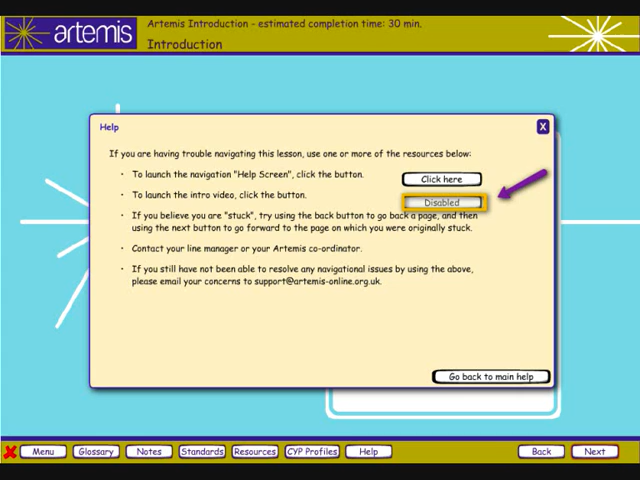 artemis
Artemis Introduction - estimated completion time: 30 min.
Introduction
Help
X
If you are having trouble navigating this lesson, use one or more of the resources below:
• To launch the navigation "Help Screen", click the button.
Click here
• To launch the intro video, click the button.
Disabled
• If you believe you are "stuck", try using the back button to go back a page, and then
using the next button to go forward to the page on which you were originally stuck.
• Contact your line manager or your Artemis co-ordinator.
• If you still have not been able to resolve any navigational issues by using the above,
please email your concerns to support@artemis-online.org.uk.
Go back to main help
Menu
Glossary
Notes
Standards
Resources
CYP Profiles
Help
Back
Next